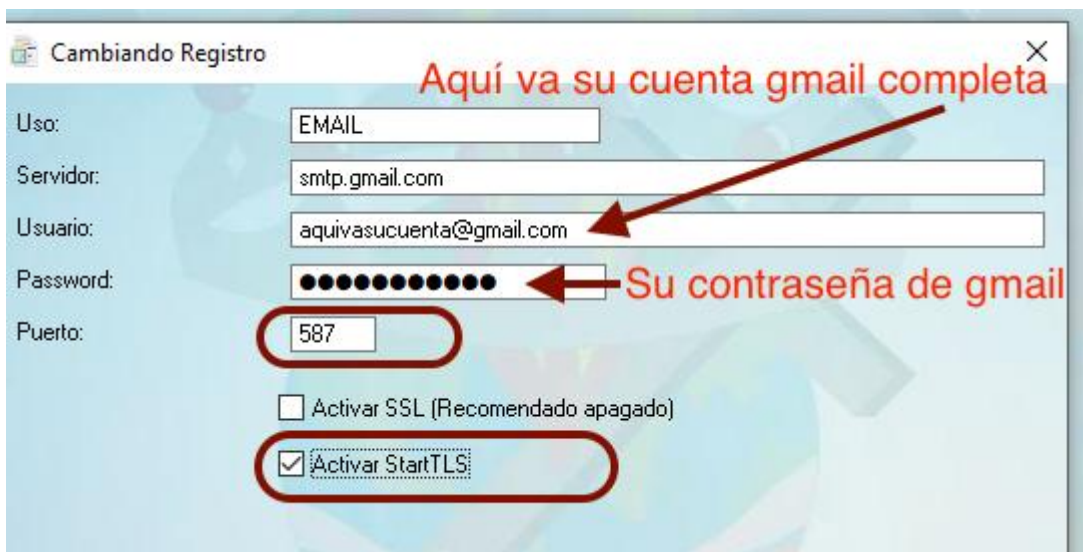 Cambiando Registro
Aquí va su cuenta gmail completa
Uso: EMAIL
Servidor: smtp.gmail.com
Usuario: aquivasucuenta@gmail.com
Password: ●●●●●●●●●●● Su contraseña de gmail
Puerto: 587
Activar SSL (Recomendado apagado)
Activar StartTLS